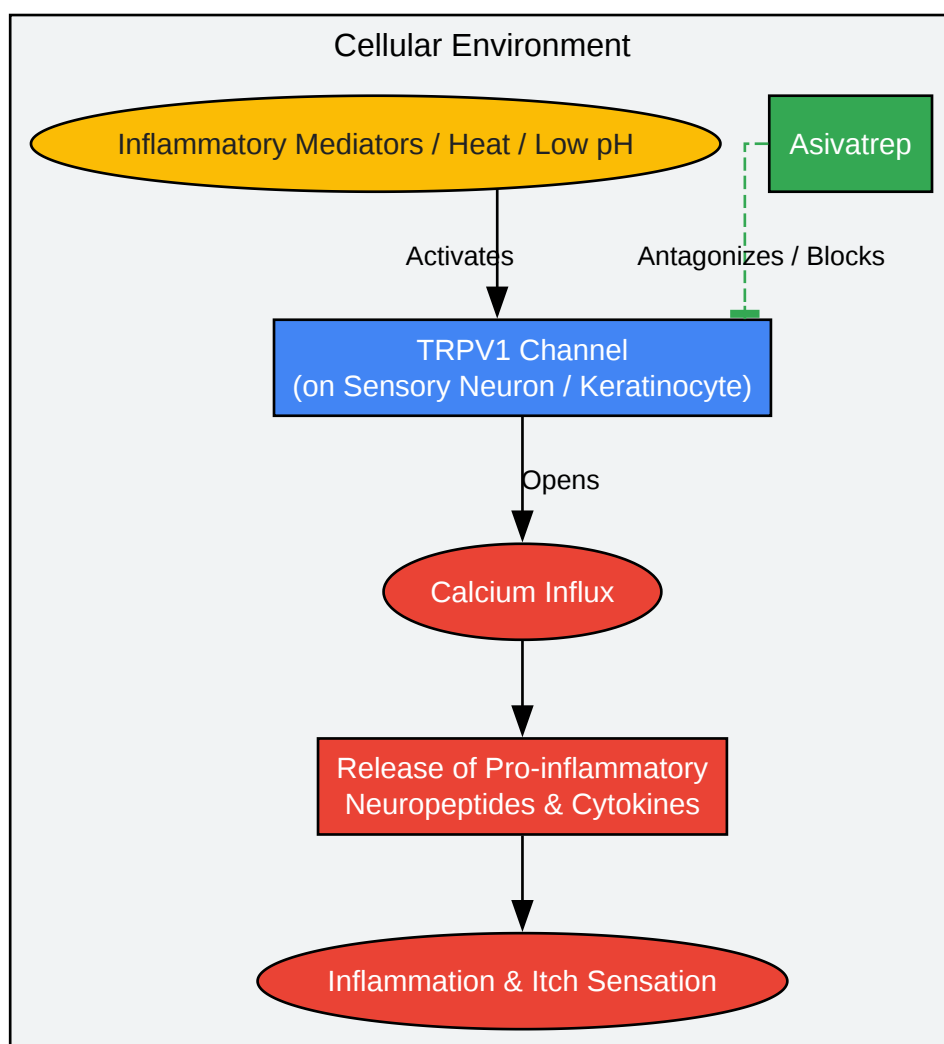 Cellular Environment
Inflammatory Mediators / Heat / Low pH
Asivatrep
Activates
Antagonizes / Blocks
TRPV1 Channel
(on Sensory Neuron / Keratinocyte)
Opens
Calcium Influx
Release of Pro-inflammatory
Neuropeptides & Cytokines
Inflammation & Itch Sensation